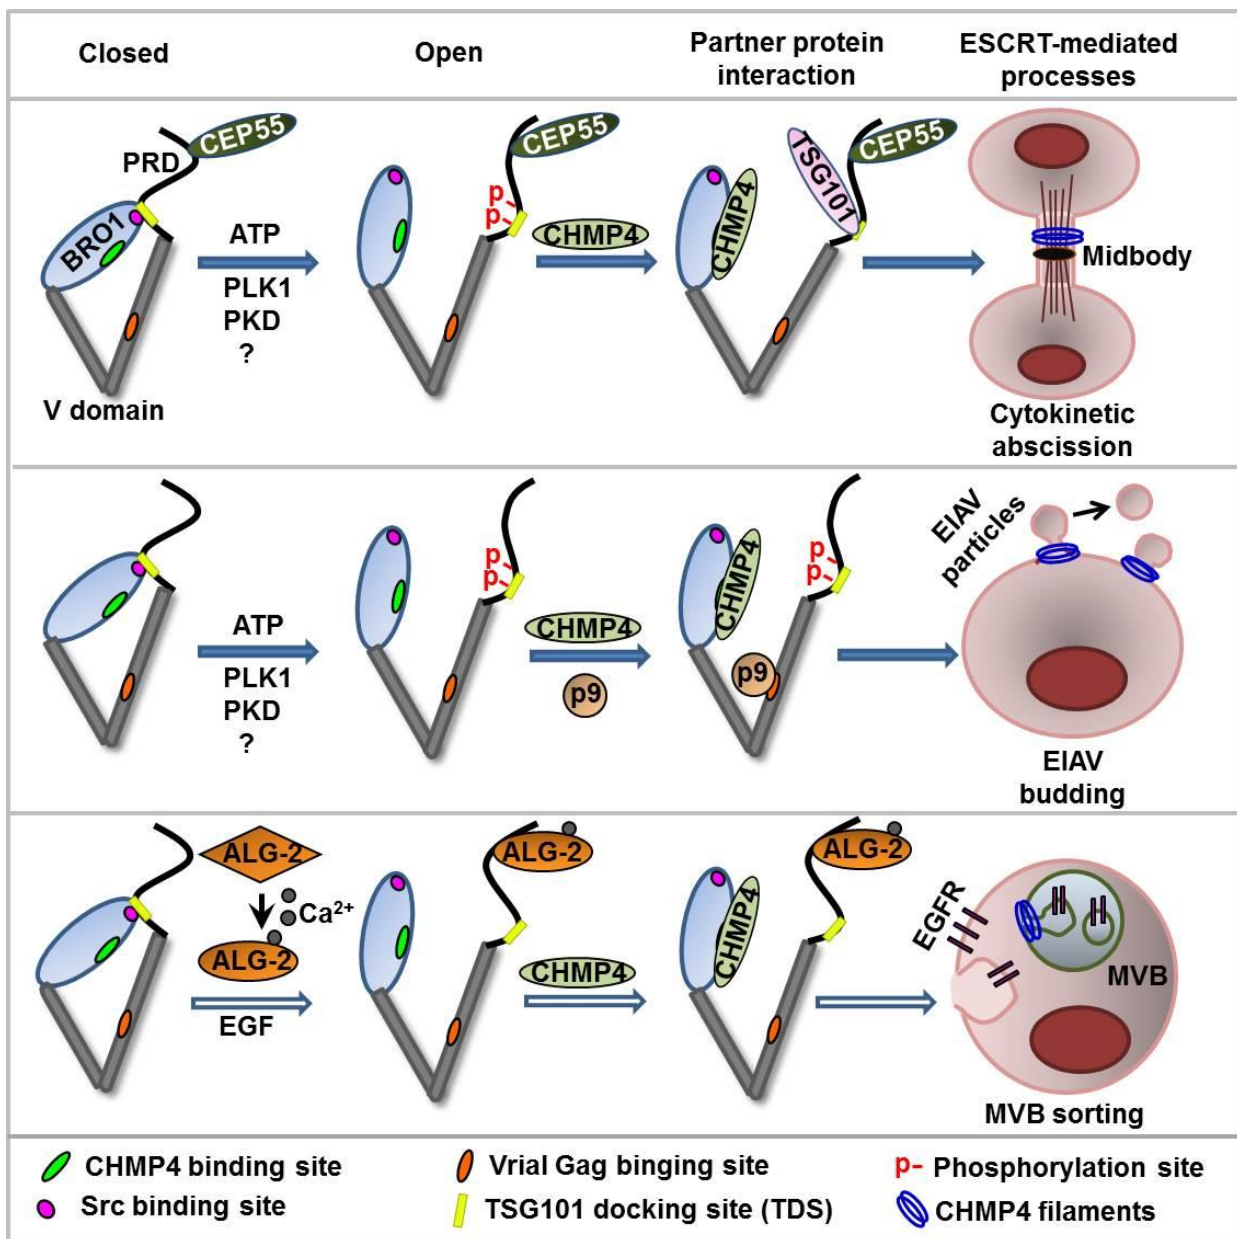 Closed
Open
Partner protein
interaction
ESCRT-mediated
processes
PRD
CEP55
BRO1
V domain
ATP
PLK1
PKD
?
CEP55
p
p
CHMP4
CHMP4
TSG101
CEP55
Midbody
Cytokinetic
abscission
ATP
PLK1
PKD
?
p
p
CHMP4
p9
CHMP4
p9
p
p
EIAV
particles
EIAV
budding
ALG-2
Ca²⁺
ALG-2
EGF
ALG-2
CHMP4
CHMP4
ALG-2
EGFR
MVB
MVB sorting
CHMP4 binding site
Vrial Gag binging site
p- Phosphorylation site
Src binding site
TSG101 docking site (TDS)
CHMP4 filaments